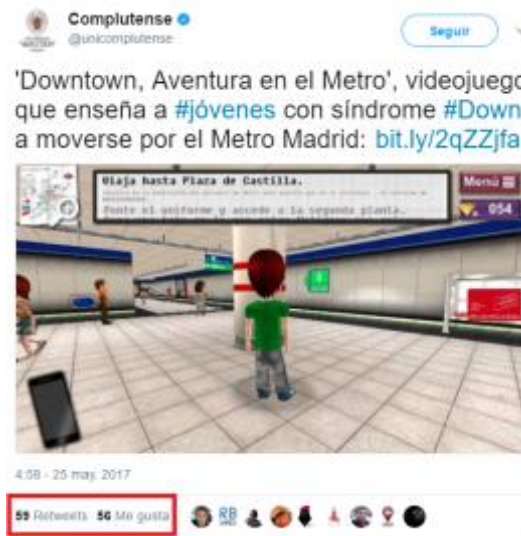 Complutense
@unicomplutense
Seguir
'Downtown, Aventura en el Metro', videojuego
que enseña a #jóvenes con síndrome #Down
a moverse por el Metro Madrid: bit.ly/2qZZjfa
Viaja hasta Plaza de Castilla.
Ponte el uniforme y accede a la segunda planta.
Menú
054
4:58 - 25 may. 2017
59 Retweets 56 Me gusta
RB